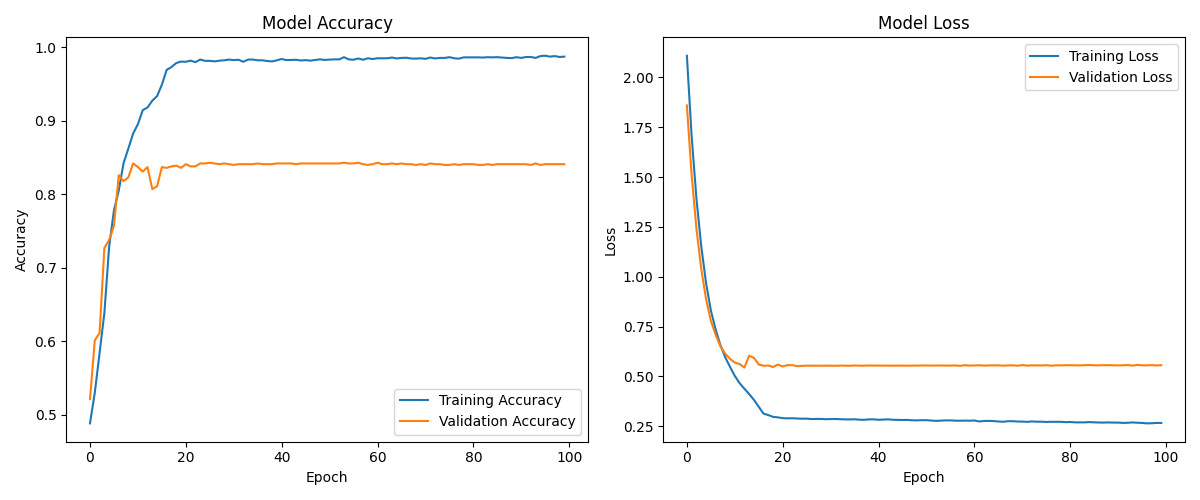 Model Accuracy
1.0
0.9
0.8
0.7
0.6
0.5
Accuracy
0
20
40
60
80
100
Epoch
Training Accuracy
Validation Accuracy
Model Loss
2.00
1.75
1.50
1.25
1.00
0.75
0.50
0.25
Loss
0
20
40
60
80
100
Epoch
Training Loss
Validation Loss